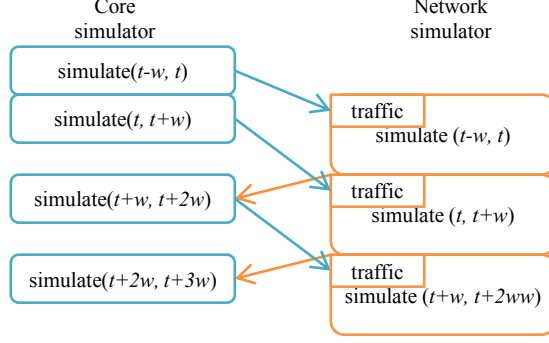 Core
simulator
simulate(t-w, t)
simulate(t, t+w)
simulate(t+w, t+2w)
simulate(t+2w, t+3w)
Network
simulator
traffic
simulate (t-w, t)
traffic
simulate (t, t+w)
traffic
simulate (t+w, t+2ww)